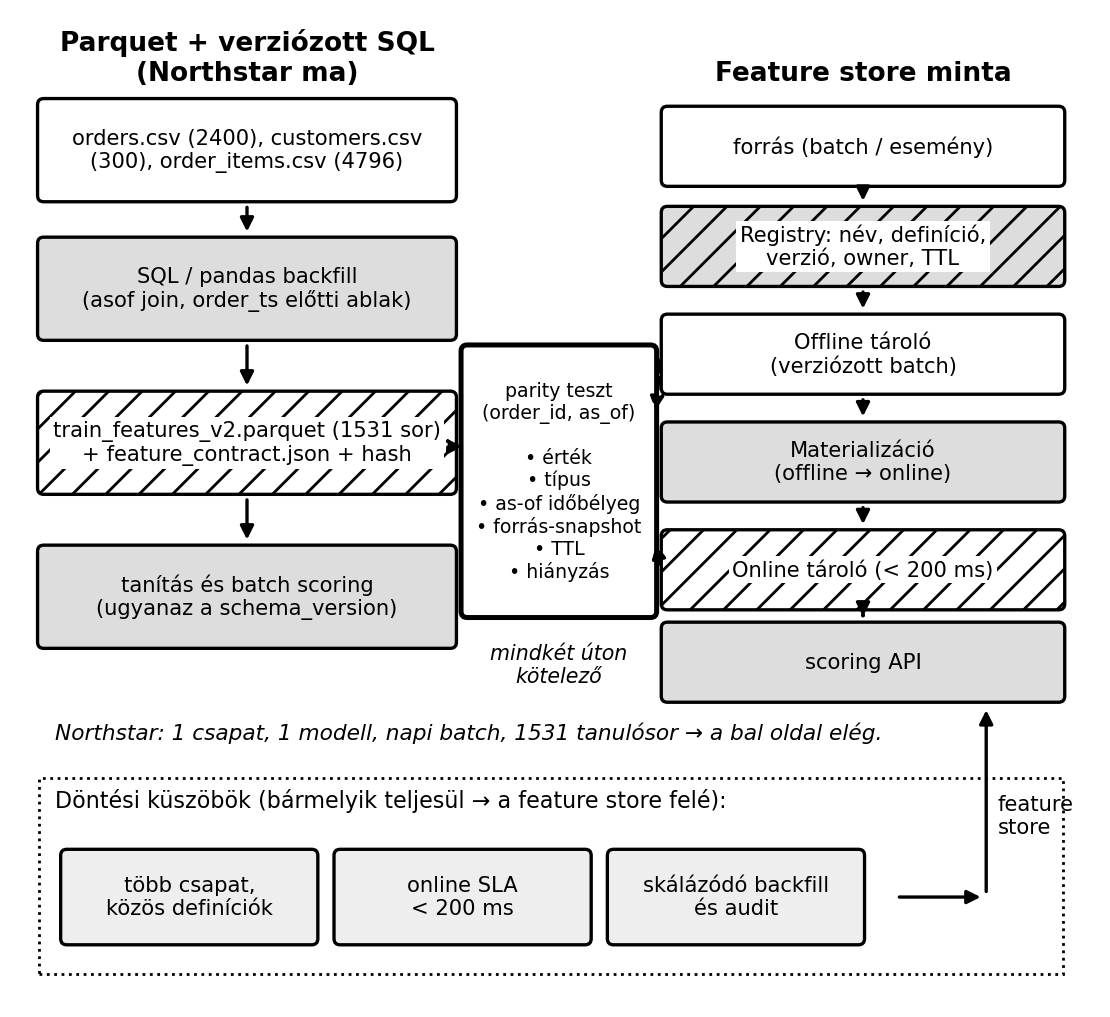 Parquet + verziózott SQL
(Northstar ma)
orders.csv (2400), customers.csv
(300), order_items.csv (4796)
SQL / pandas backfill
(asof join, order_ts előtti ablak)
train_features_v2.parquet (1531 sor)
+ feature_contract.json + hash
tanítás és batch scoring
(ugyanaz a schema_version)
parity teszt
(order_id, as_of)
• érték
• típus
• as-of időbélyeg
• forrás-snapshot
• TTL
• hiányzás
mindkét úton
kötelező
Feature store minta
forrás (batch / esemény)
Registry: név, definíció,
verzió, owner, TTL
Offline tároló
(verziózott batch)
Materializáció
(offline → online)
Online tároló (< 200 ms)
scoring API
Northstar: 1 csapat, 1 modell, napi batch, 1531 tanulósor → a bal oldal elég.
Döntési küszöbök (bármelyik teljesül → a feature store felé):
több csapat,
közös definíciók
online SLA
< 200 ms
skálázódó backfill
és audit
feature
store